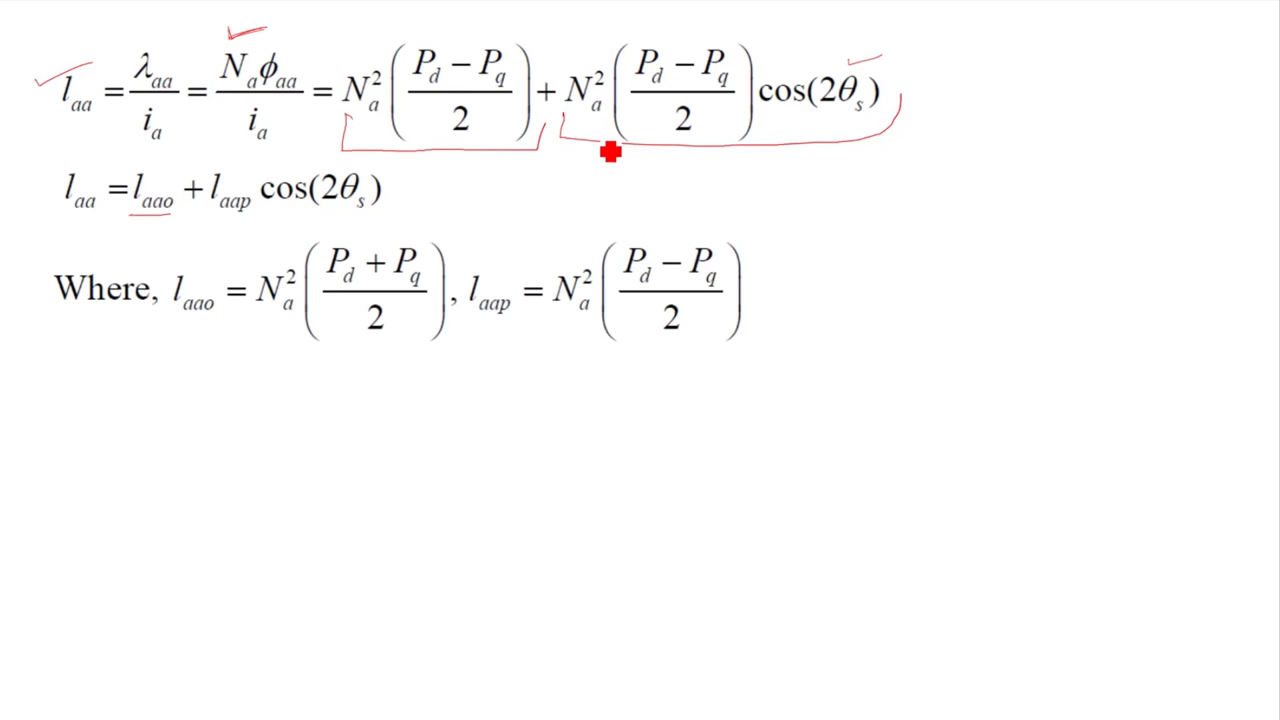 l_aa = λ_aa / i_a = N_a ϕ_aa / i_a = N_a^2 ( (P_d − P_q) / 2 ) + N_a^2 ( (P_d − P_q) / 2 ) cos(2θ_s)
l_aa = l_aao + l_aap cos(2θ_s)
Where, l_aao = N_a^2 ( (P_d + P_q) / 2 ), l_aap = N_a^2 ( (P_d − P_q) / 2 )